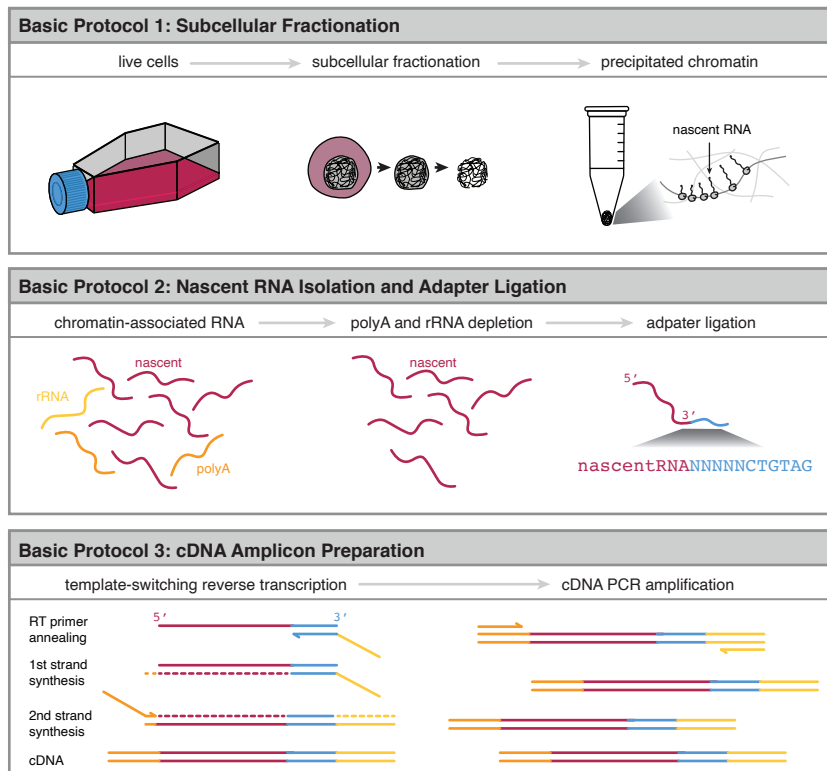 Basic Protocol 1: Subcellular Fractionation
live cells
subcellular fractionation
precipitated chromatin
nascent RNA
Basic Protocol 2: Nascent RNA Isolation and Adapter Ligation
chromatin-associated RNA
polyA and rRNA depletion
adpater ligation
nascent
rRNA
polyA
nascent
5′
3′
nascentRNANNNNNCTGTAG
Basic Protocol 3: cDNA Amplicon Preparation
template-switching reverse transcription
cDNA PCR amplification
RT primer
annealing
5′
3′
1st strand
synthesis
2nd strand
synthesis
cDNA